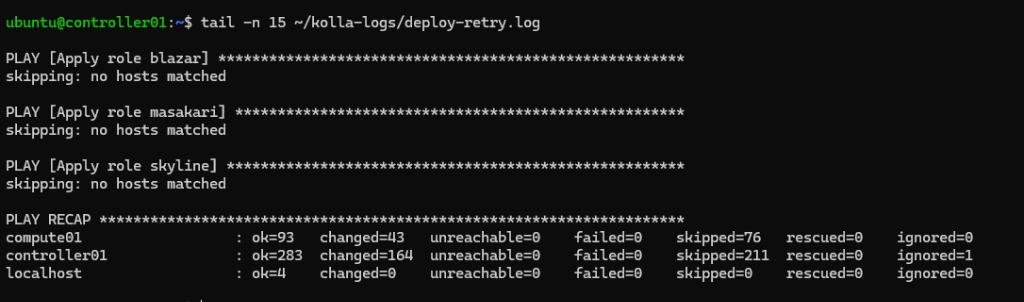 ubuntu@controller01:~$ tail -n 15 ~/kolla-logs/deploy-retry.log
PLAY [Apply role blazar] *******************************************************
skipping: no hosts matched
PLAY [Apply role masakari] *****************************************************
skipping: no hosts matched
PLAY [Apply role skyline] ******************************************************
skipping: no hosts matched
PLAY RECAP *********************************************************************
compute01 : ok=93 changed=43 unreachable=0 failed=0 skipped=76 rescued=0 ignored=0
controller01 : ok=283 changed=164 unreachable=0 failed=0 skipped=211 rescued=0 ignored=1
localhost : ok=4 changed=0 unreachable=0 failed=0 skipped=0 rescued=0 ignored=0